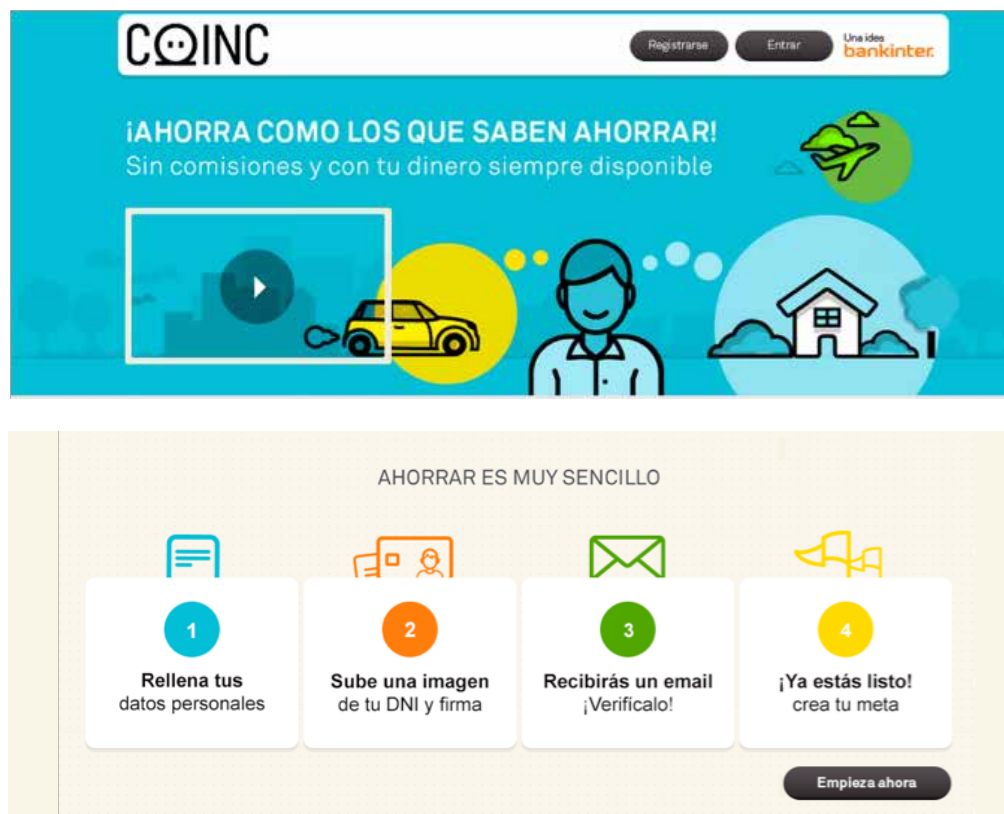 COINC
Registrarse
Entrar
Una idea
bankinter.
¡AHORRA COMO LOS QUE SABEN AHORRAR!
Sin comisiones y con tu dinero siempre disponible
AHORRAR ES MUY SENCILLO
1
Rellena tus
datos personales
2
Sube una imagen
de tu DNI y firma
3
Recibirás un email
¡Verifícalo!
4
¡Ya estás listo!
crea tu meta
Empieza ahora